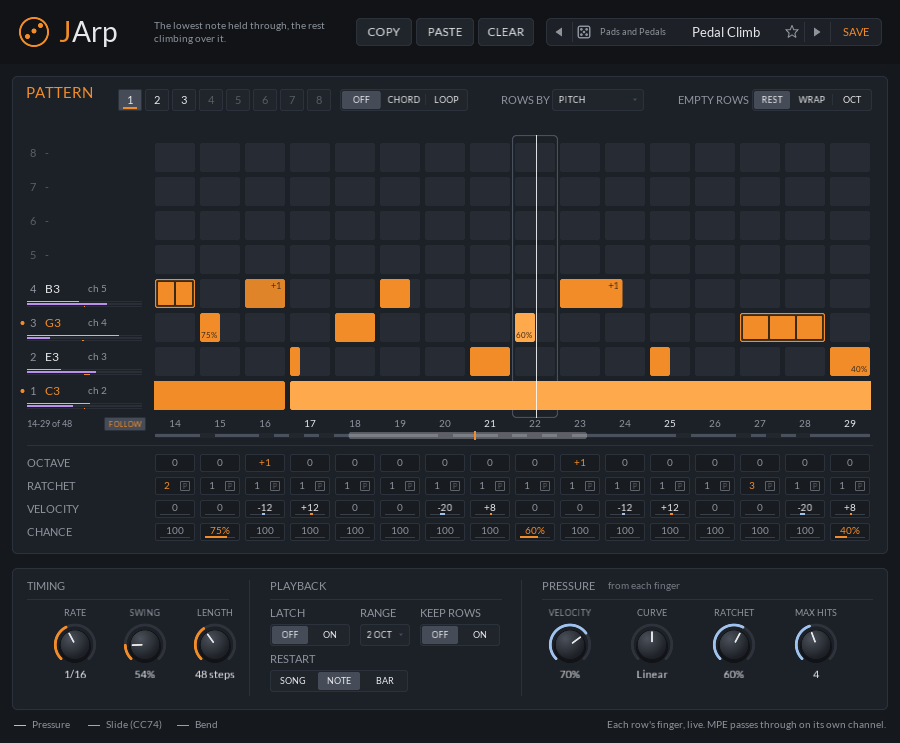 JArp
The lowest note held through, the rest
climbing over it.
COPY PASTE CLEAR
Pads and Pedals Pedal Climb SAVE
PATTERN 1 2 3 4 5 6 7 8 OFF CHORD LOOP ROWS BY PITCH EMPTY ROWS REST WRAP OCT
8 -
7 -
6 -
5 -
4 B3 ch 5 +1 +1
3 G3 ch 4 75% 60%
2 E3 ch 3 40%
1 C3 ch 2
14-29 of 48 FOLLOW 14 15 16 17 18 19 20 21 22 23 24 25 26 27 28 29
OCTAVE 0 0 +1 0 0 0 0 0 0 +1 0 0 0 0 0 0
RATCHET 2 P 1 P 1 P 1 P 1 P 1 P 1 P 1 P 1 P 1 P 1 P 1 P 1 P 3 P 1 P 1 P
VELOCITY 0 0 -12 +12 0 0 -20 +8 0 0 -12 +12 0 0 -20 +8
CHANCE 100 75% 100 100 100 100 100 100 60% 100 100 100 100 100 100 40%
TIMING PLAYBACK PRESSURE from each finger
RATE SWING LENGTH LATCH RANGE KEEP ROWS VELOCITY CURVE RATCHET MAX HITS
OFF ON 2 OCT OFF ON
RESTART
1/16 54% 48 steps SONG NOTE BAR 70% Linear 60% 4
Pressure Slide (CC74) Bend Each row's finger, live. MPE passes through on its own channel.